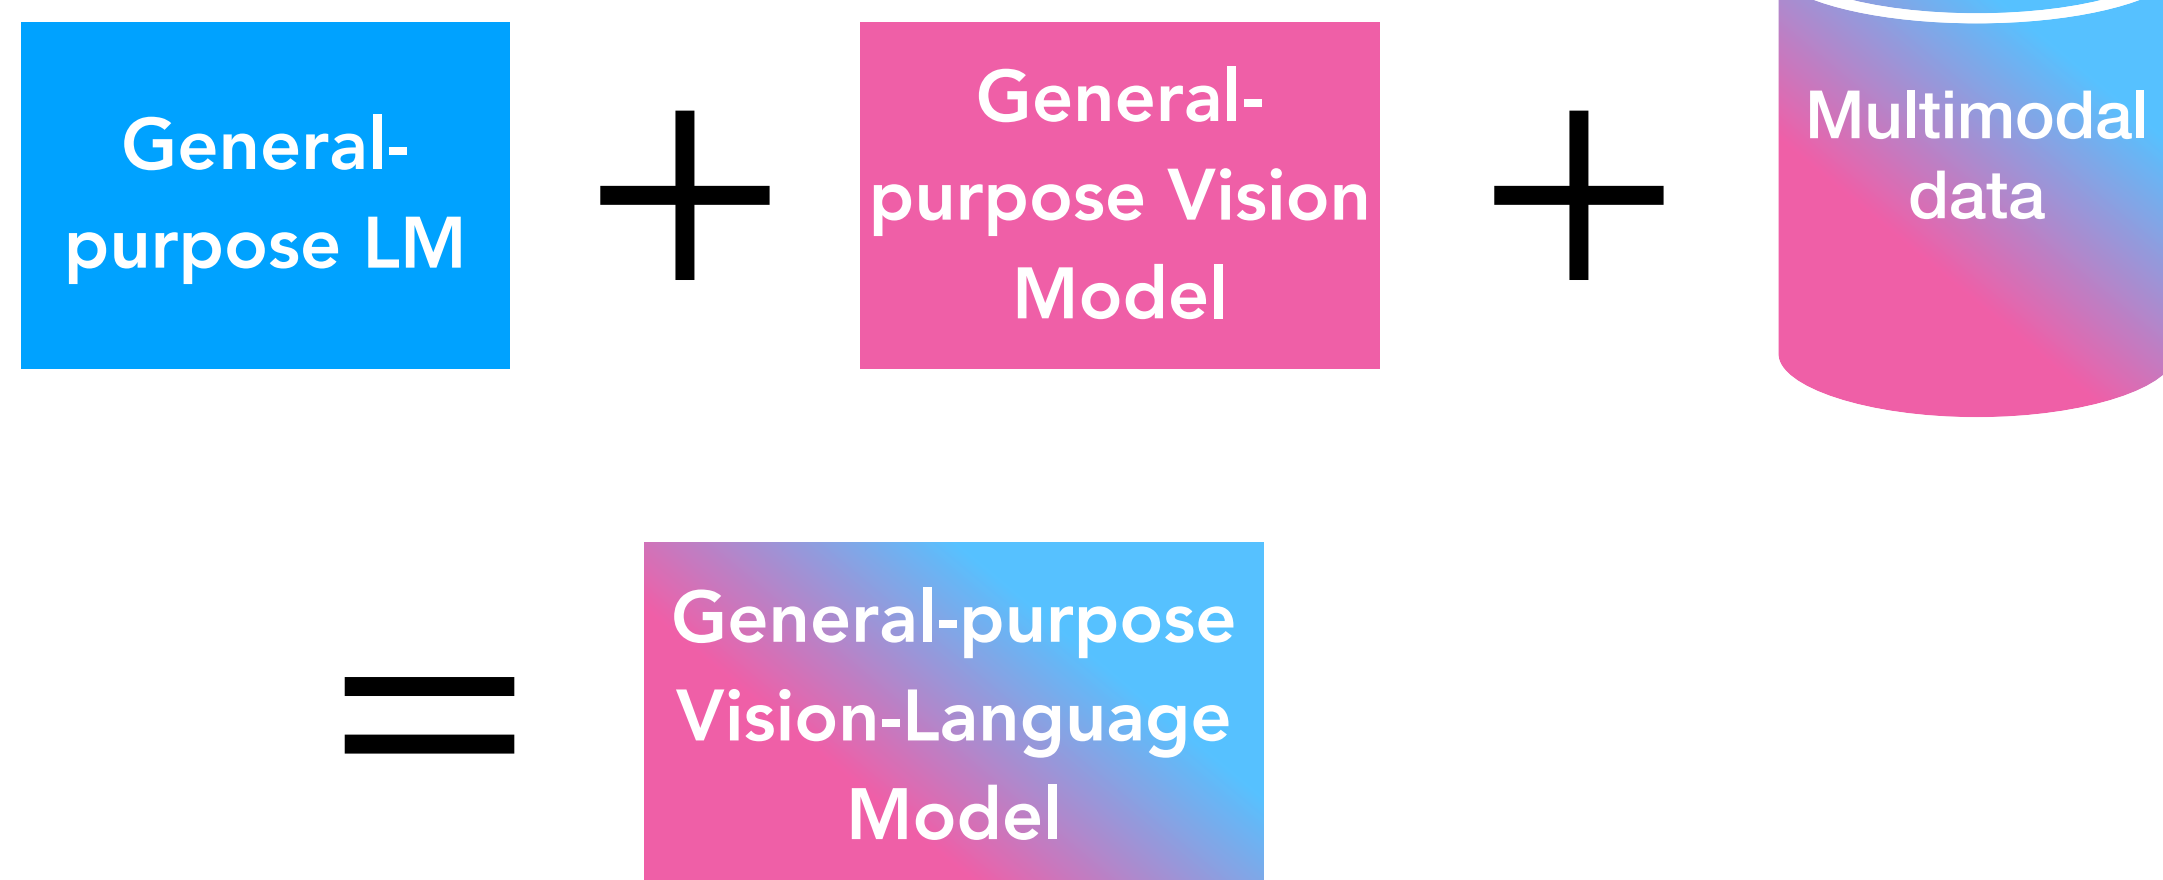 General-
purpose LM
+
General-
purpose Vision
Model
+
Multimodal
data
=
General-purpose
Vision-Language
Model